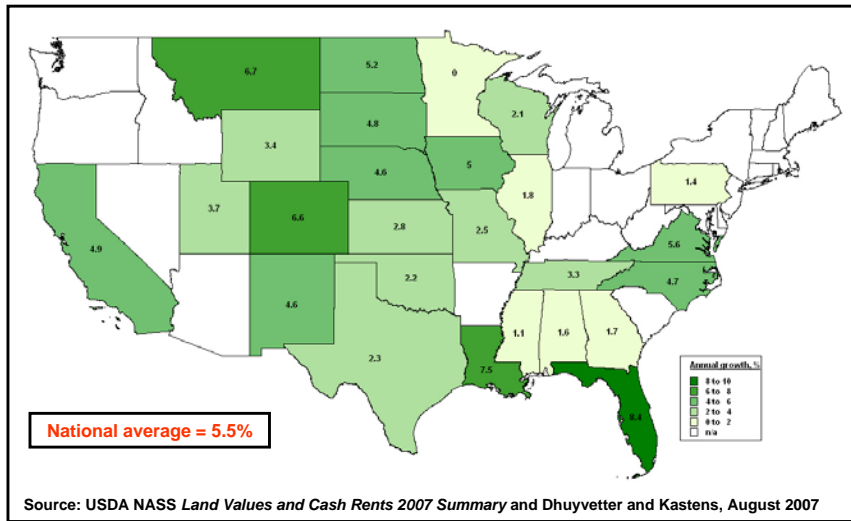 6.7
5.2
0
2.1
4.8
3.4
5
4.6
1.4
1.8
3.7
6.6
2.8
2.5
5.6
4.9
3.3
4.7
2.2
4.6
1.1
1.6
1.7
2.3
7.5
8.4
Annual growth, %
8 to 10
6 to 8
4 to 6
2 to 4
0 to 2
n/a
National average = 5.5%
Source: USDA NASS Land Values and Cash Rents 2007 Summary and Dhuyvetter and Kastens, August 2007